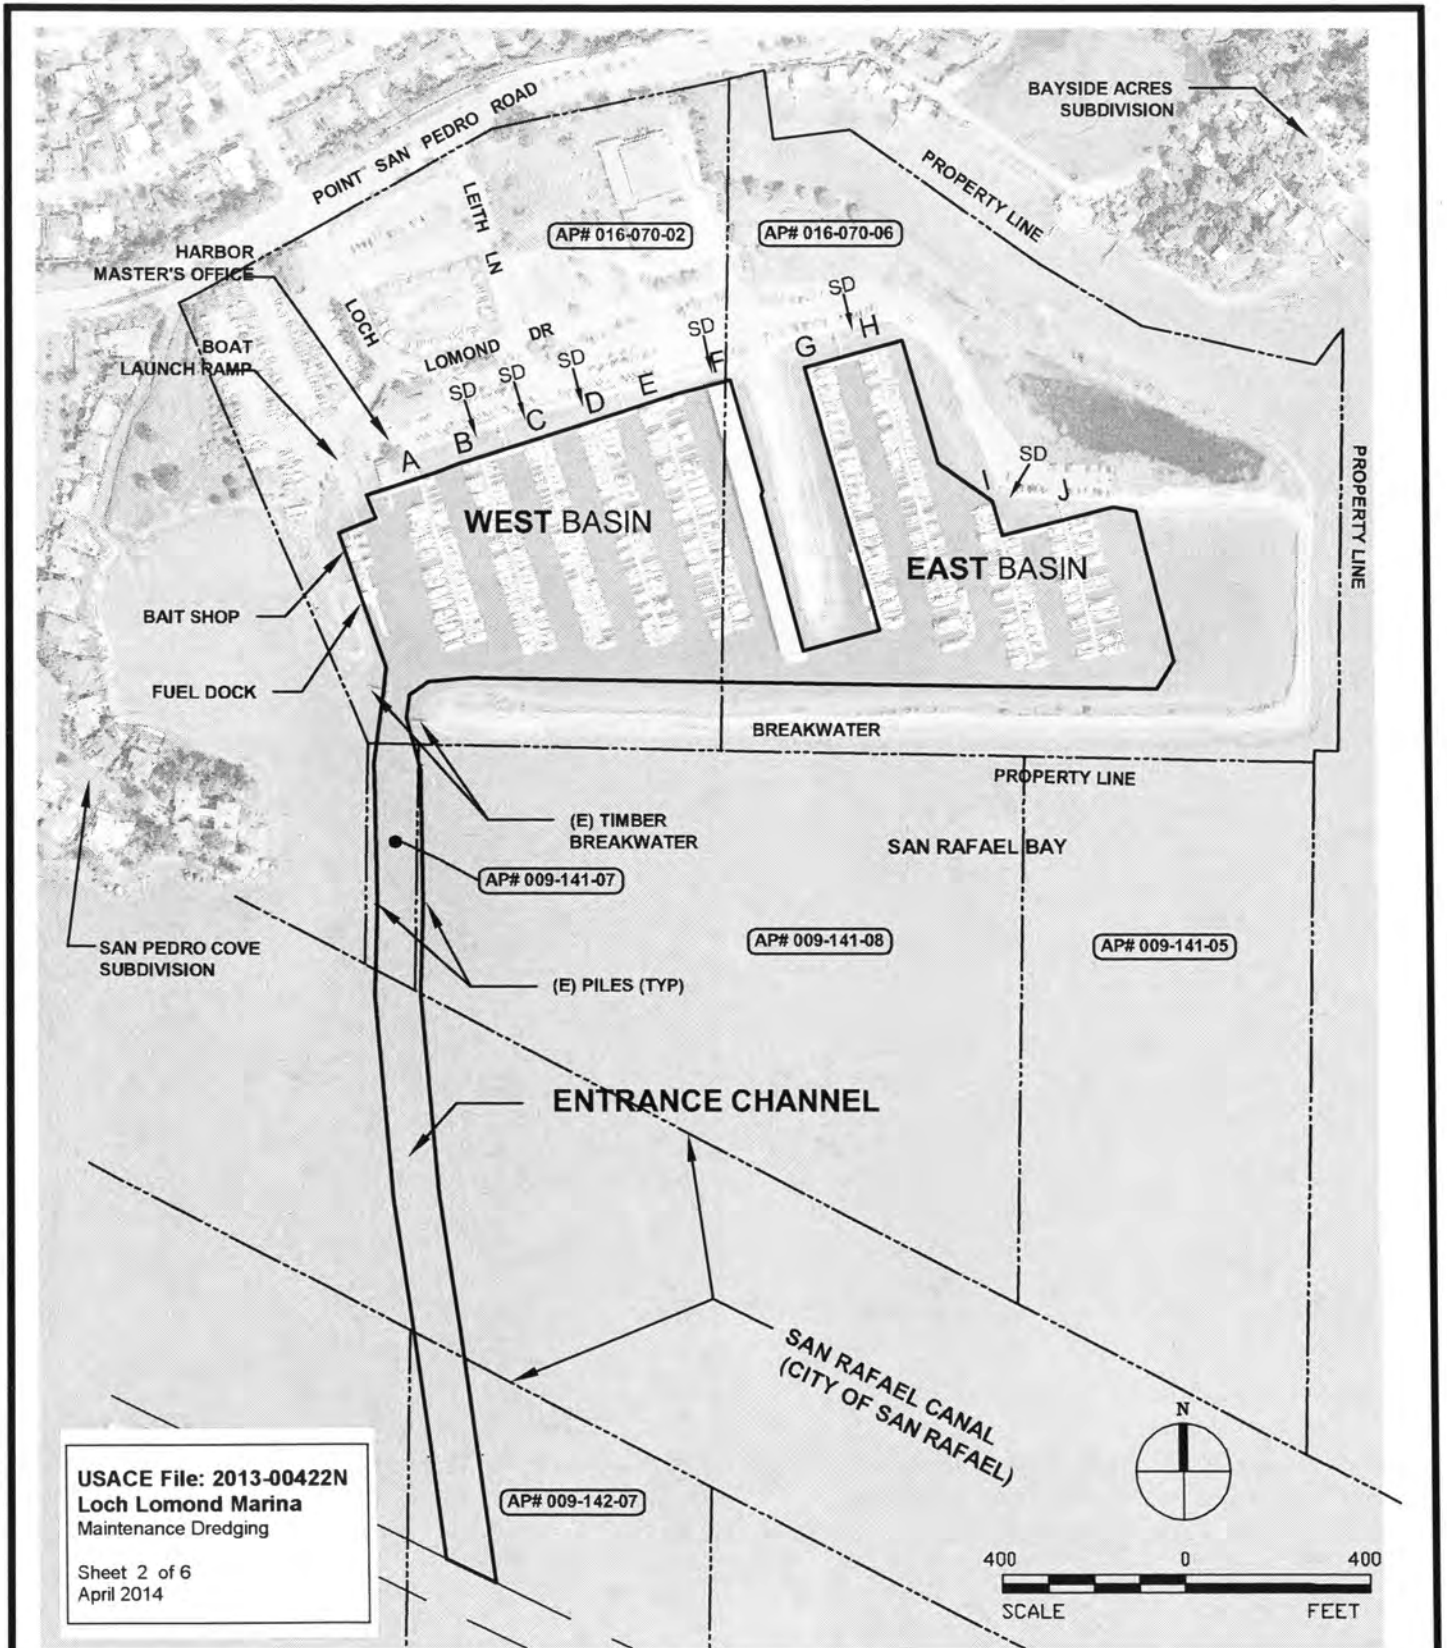 BAYSIDE ACRES
SUBDIVISION
POINT SAN PEDRO ROAD
PROPERTY LINE
LEITH LN
AP# 016-070-02
AP# 016-070-06
HARBOR
MASTER'S OFFICE
LOCH
LOMOND DR
BOAT
LAUNCH RAMP
SD
SD
SD
SD
SD
SD
A
B
C
D
E
F
G
H
I
J
PROPERTY LINE
WEST BASIN
EAST BASIN
BAIT SHOP
FUEL DOCK
BREAKWATER
PROPERTY LINE
(E) TIMBER
BREAKWATER
SAN RAFAEL BAY
AP# 009-141-07
AP# 009-141-08
AP# 009-141-05
SAN PEDRO COVE
SUBDIVISION
(E) PILES (TYP)
ENTRANCE CHANNEL
SAN RAFAEL CANAL
(CITY OF SAN RAFAEL)
N
USACE File: 2013-00422N
Loch Lomond Marina
Maintenance Dredging
Sheet 2 of 6
April 2014
AP# 009-142-07
400 0 400
SCALE FEET